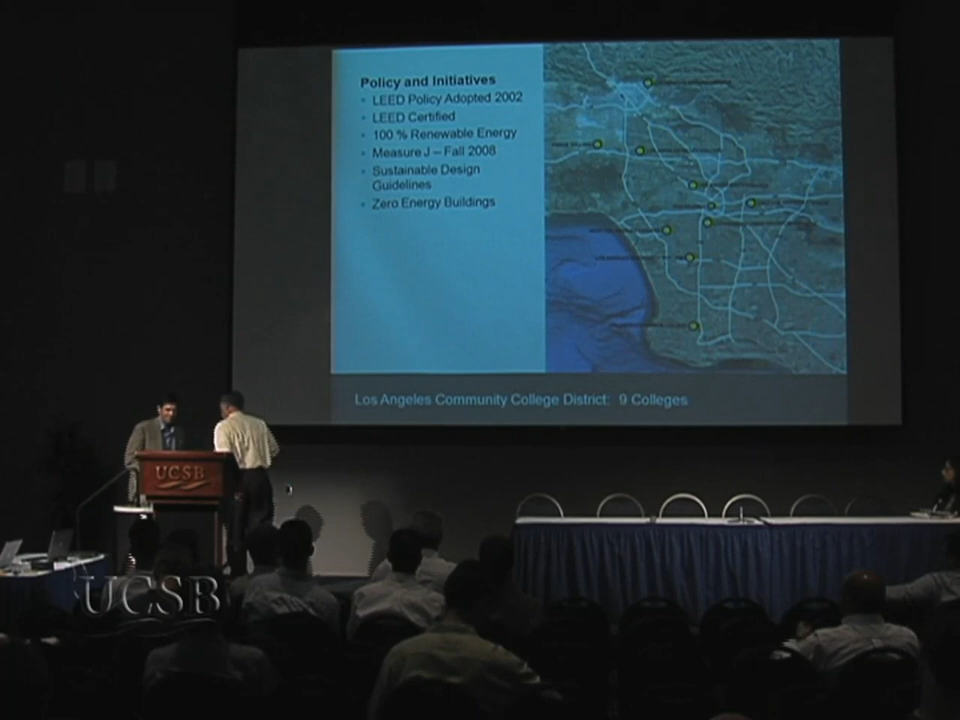 Policy and Initiatives
LEED Policy Adopted 2002
LEED Certified
100 % Renewable Energy
Measure J – Fall 2008
Sustainable Design
Guidelines
Zero Energy Buildings
Los Angeles Community College District: 9 Colleges
UCSB
UCSB